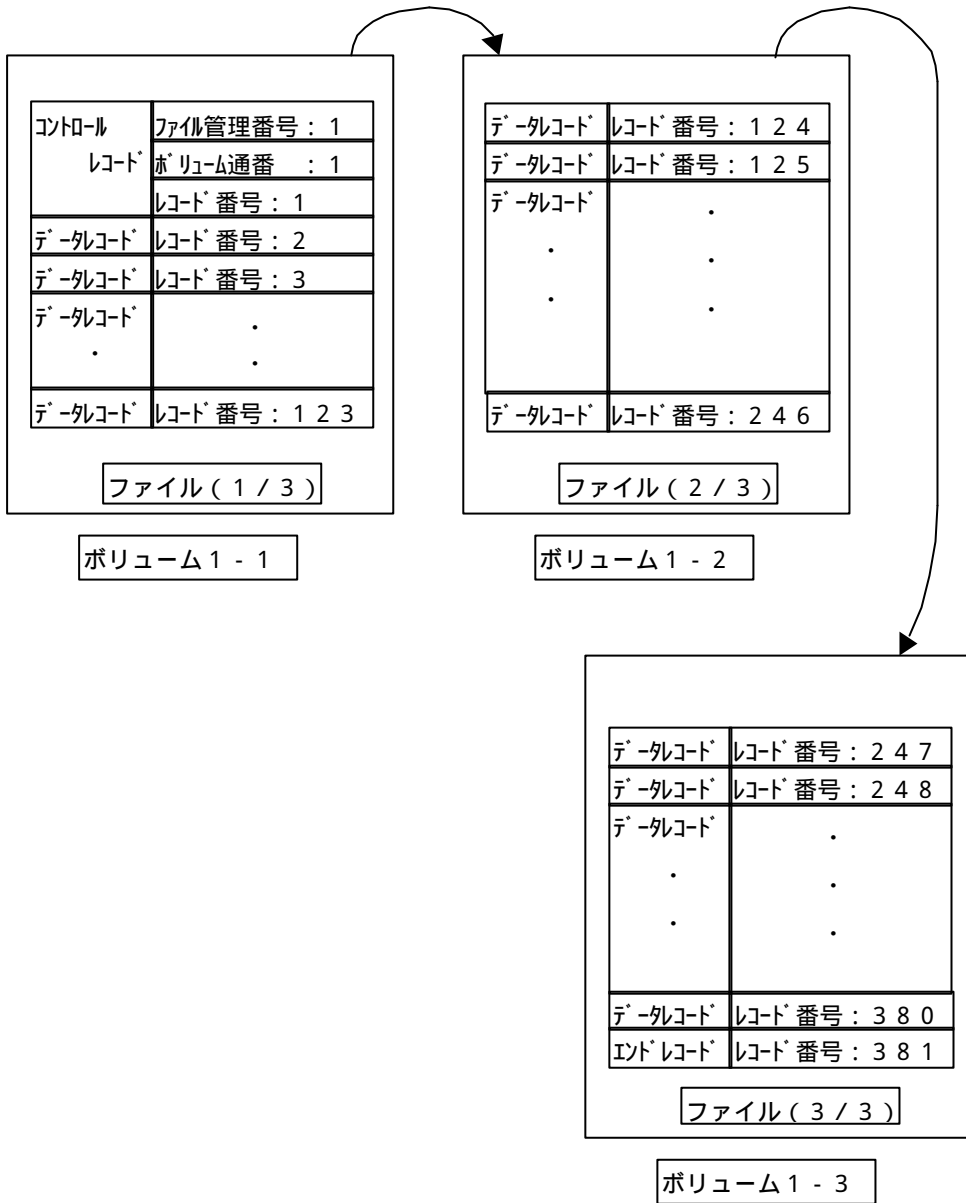 ｺﾝﾄﾛｰﾙ ﾌｧｲﾙ管理番号：１
ﾚｺｰﾄﾞ ﾎﾞﾘｭｰﾑ通番　：１
ﾚｺｰﾄﾞ番号：１
ﾃﾞｰﾀﾚｺｰﾄﾞ ﾚｺｰﾄﾞ番号：２
ﾃﾞｰﾀﾚｺｰﾄﾞ ﾚｺｰﾄﾞ番号：３
ﾃﾞｰﾀﾚｺｰﾄﾞ ・
・ ・
ﾃﾞｰﾀﾚｺｰﾄﾞ ﾚｺｰﾄﾞ番号：１２３
ファイル（１/３）
ボリューム１-１
ﾃﾞｰﾀﾚｺｰﾄﾞ ﾚｺｰﾄﾞ番号：１２４
ﾃﾞｰﾀﾚｺｰﾄﾞ ﾚｺｰﾄﾞ番号：１２５
ﾃﾞｰﾀﾚｺｰﾄﾞ ・
・ ・
・ ・
ﾃﾞｰﾀﾚｺｰﾄﾞ ﾚｺｰﾄﾞ番号：２４６
ファイル（２/３）
ボリューム１-２
ﾃﾞｰﾀﾚｺｰﾄﾞ ﾚｺｰﾄﾞ番号：２４７
ﾃﾞｰﾀﾚｺｰﾄﾞ ﾚｺｰﾄﾞ番号：２４８
ﾃﾞｰﾀﾚｺｰﾄﾞ ・
・ ・
・ ・
ﾃﾞｰﾀﾚｺｰﾄﾞ ﾚｺｰﾄﾞ番号：３８０
ｴﾝﾄﾞﾚｺｰﾄﾞ ﾚｺｰﾄﾞ番号：３８１
ファイル（３/３）
ボリューム１-３